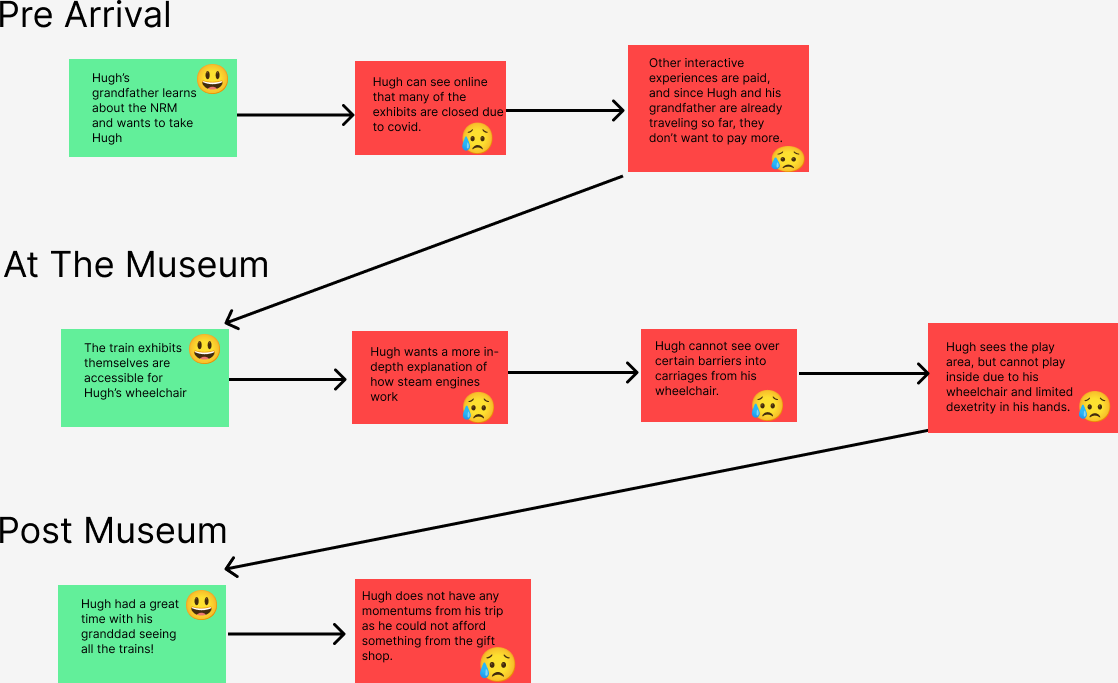 Pre Arrival
Hugh's
grandfather learns
about the NRM
and wants to take
Hugh
Hugh can see online
that many of the
exhibits are closed due
to covid.
Other interactive
experiences are paid,
and since Hugh and his
grandfather are already
traveling so far, they
don't want to pay more.
At The Museum
The train exhibits
themselves are
accessible for
Hugh's wheelchair
Hugh wants a more in-
depth explanation of
how steam engines
work
Hugh cannot see over
certain barriers into
carriages from his
wheelchair.
Hugh sees the play
area, but cannot play
inside due to his
wheelchair and limited
dexetrity in his hands.
Post Museum
Hugh had a great
time with his
granddad seeing
all the trains!
Hugh does not have any
momentums from his trip
as he could not afford
something from the gift
shop.